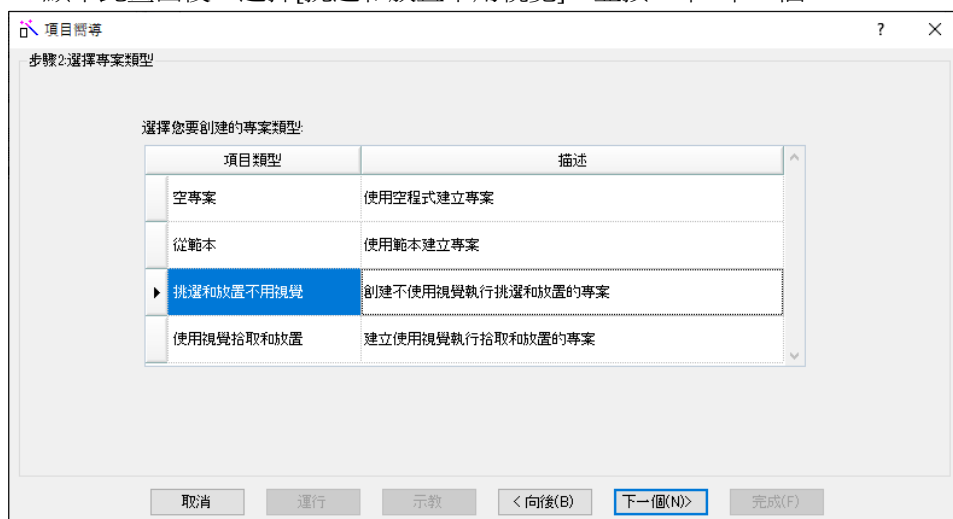 項目嚮導
?
步驟2:選擇專案類型
選擇您要創建的專案類型:
項目類型 描述
空專案 使用空程式建立專案
從範本 使用範本建立專案
挑選和放置不用視覺 創建不使用視覺執行挑選和放置的專案
使用視覺拾取和放置 建立使用視覺執行拾取和放置的專案
取消 運行 示教 <向後(B) 下一個(N)> 完成(F)